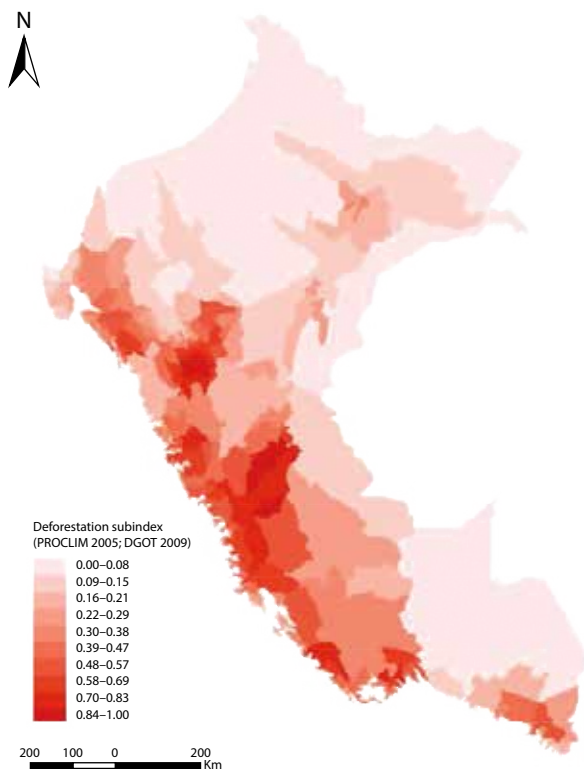 N
Deforestation subindex
(PROCLIM 2005; DGOT 2009)
0.00–0.08
0.09–0.15
0.16–0.21
0.22–0.29
0.30–0.38
0.39–0.47
0.48–0.57
0.58–0.69
0.70–0.83
0.84–1.00
200 100 0 200
Km